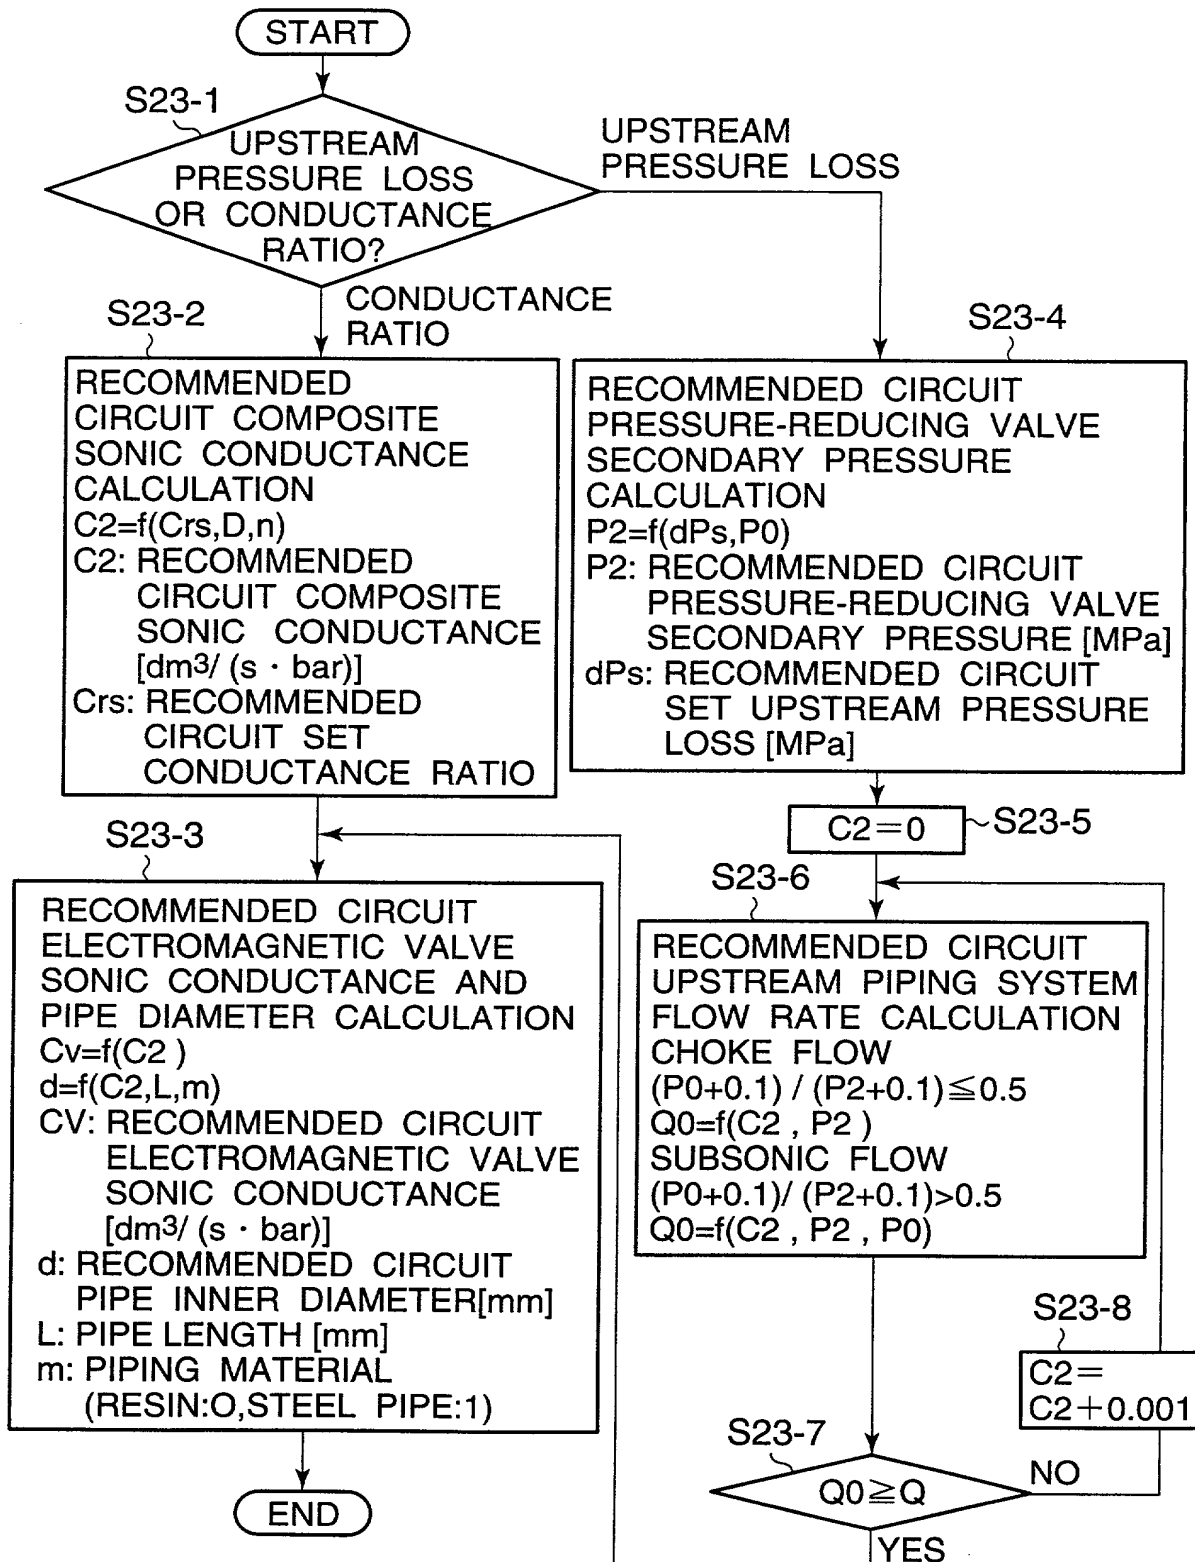 START
S23-1
UPSTREAM
PRESSURE LOSS
OR CONDUCTANCE
RATIO?
UPSTREAM
PRESSURE LOSS
CONDUCTANCE
RATIO
S23-2
RECOMMENDED
CIRCUIT COMPOSITE
SONIC CONDUCTANCE
CALCULATION
C2=f(Crs,D,n)
C2: RECOMMENDED
CIRCUIT COMPOSITE
SONIC CONDUCTANCE
[dm3/ (s · bar)]
Crs: RECOMMENDED
CIRCUIT SET
CONDUCTANCE RATIO
S23-3
RECOMMENDED CIRCUIT
ELECTROMAGNETIC VALVE
SONIC CONDUCTANCE AND
PIPE DIAMETER CALCULATION
Cv=f(C2 )
d=f(C2,L,m)
CV: RECOMMENDED CIRCUIT
ELECTROMAGNETIC VALVE
SONIC CONDUCTANCE
[dm3/ (s · bar)]
d: RECOMMENDED CIRCUIT
PIPE INNER DIAMETER[mm]
L: PIPE LENGTH [mm]
m: PIPING MATERIAL
(RESIN:O,STEEL PIPE:1)
END
S23-4
RECOMMENDED CIRCUIT
PRESSURE-REDUCING VALVE
SECONDARY PRESSURE
CALCULATION
P2=f(dPs,P0)
P2: RECOMMENDED CIRCUIT
PRESSURE-REDUCING VALVE
SECONDARY PRESSURE [MPa]
dPs: RECOMMENDED CIRCUIT
SET UPSTREAM PRESSURE
LOSS [MPa]
C2=0
S23-5
S23-6
RECOMMENDED CIRCUIT
UPSTREAM PIPING SYSTEM
FLOW RATE CALCULATION
CHOKE FLOW
(P0+0.1) / (P2+0.1)≦0.5
Q0=f(C2 , P2 )
SUBSONIC FLOW
(P0+0.1)/ (P2+0.1)>0.5
Q0=f(C2 , P2 , P0)
S23-8
C2=
C2+0.001
S23-7
Q0≧Q
NO
YES